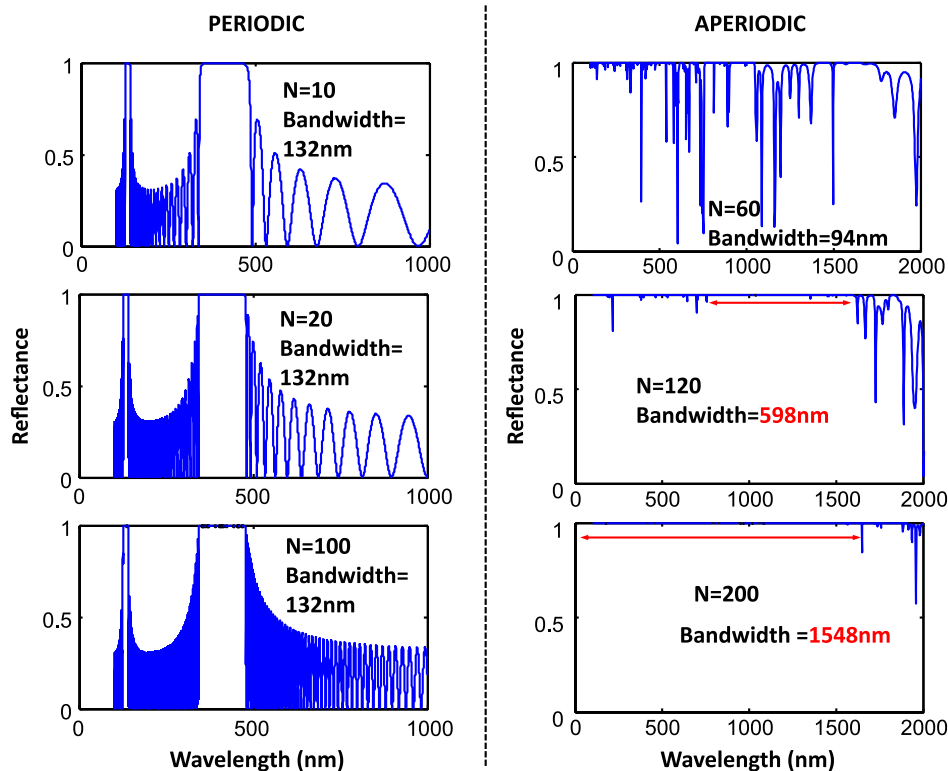 PERIODIC
1
0.5
0
0
500
1000
N=10
Bandwidth=
132nm
1
0.5
0
0
500
1000
N=20
Bandwidth=
132nm
Reflectance
1
0.5
0
0
500
1000
N=100
Bandwidth=
132nm
Wavelength (nm)
APERIODIC
1
0.5
0
0
500
1000
1500
2000
N=60
Bandwidth=94nm
1
0.5
0
0
500
1000
1500
2000
N=120
Bandwidth=598nm
Reflectance
1
0.5
0
0
500
1000
1500
2000
N=200
Bandwidth =1548nm
Wavelength (nm)